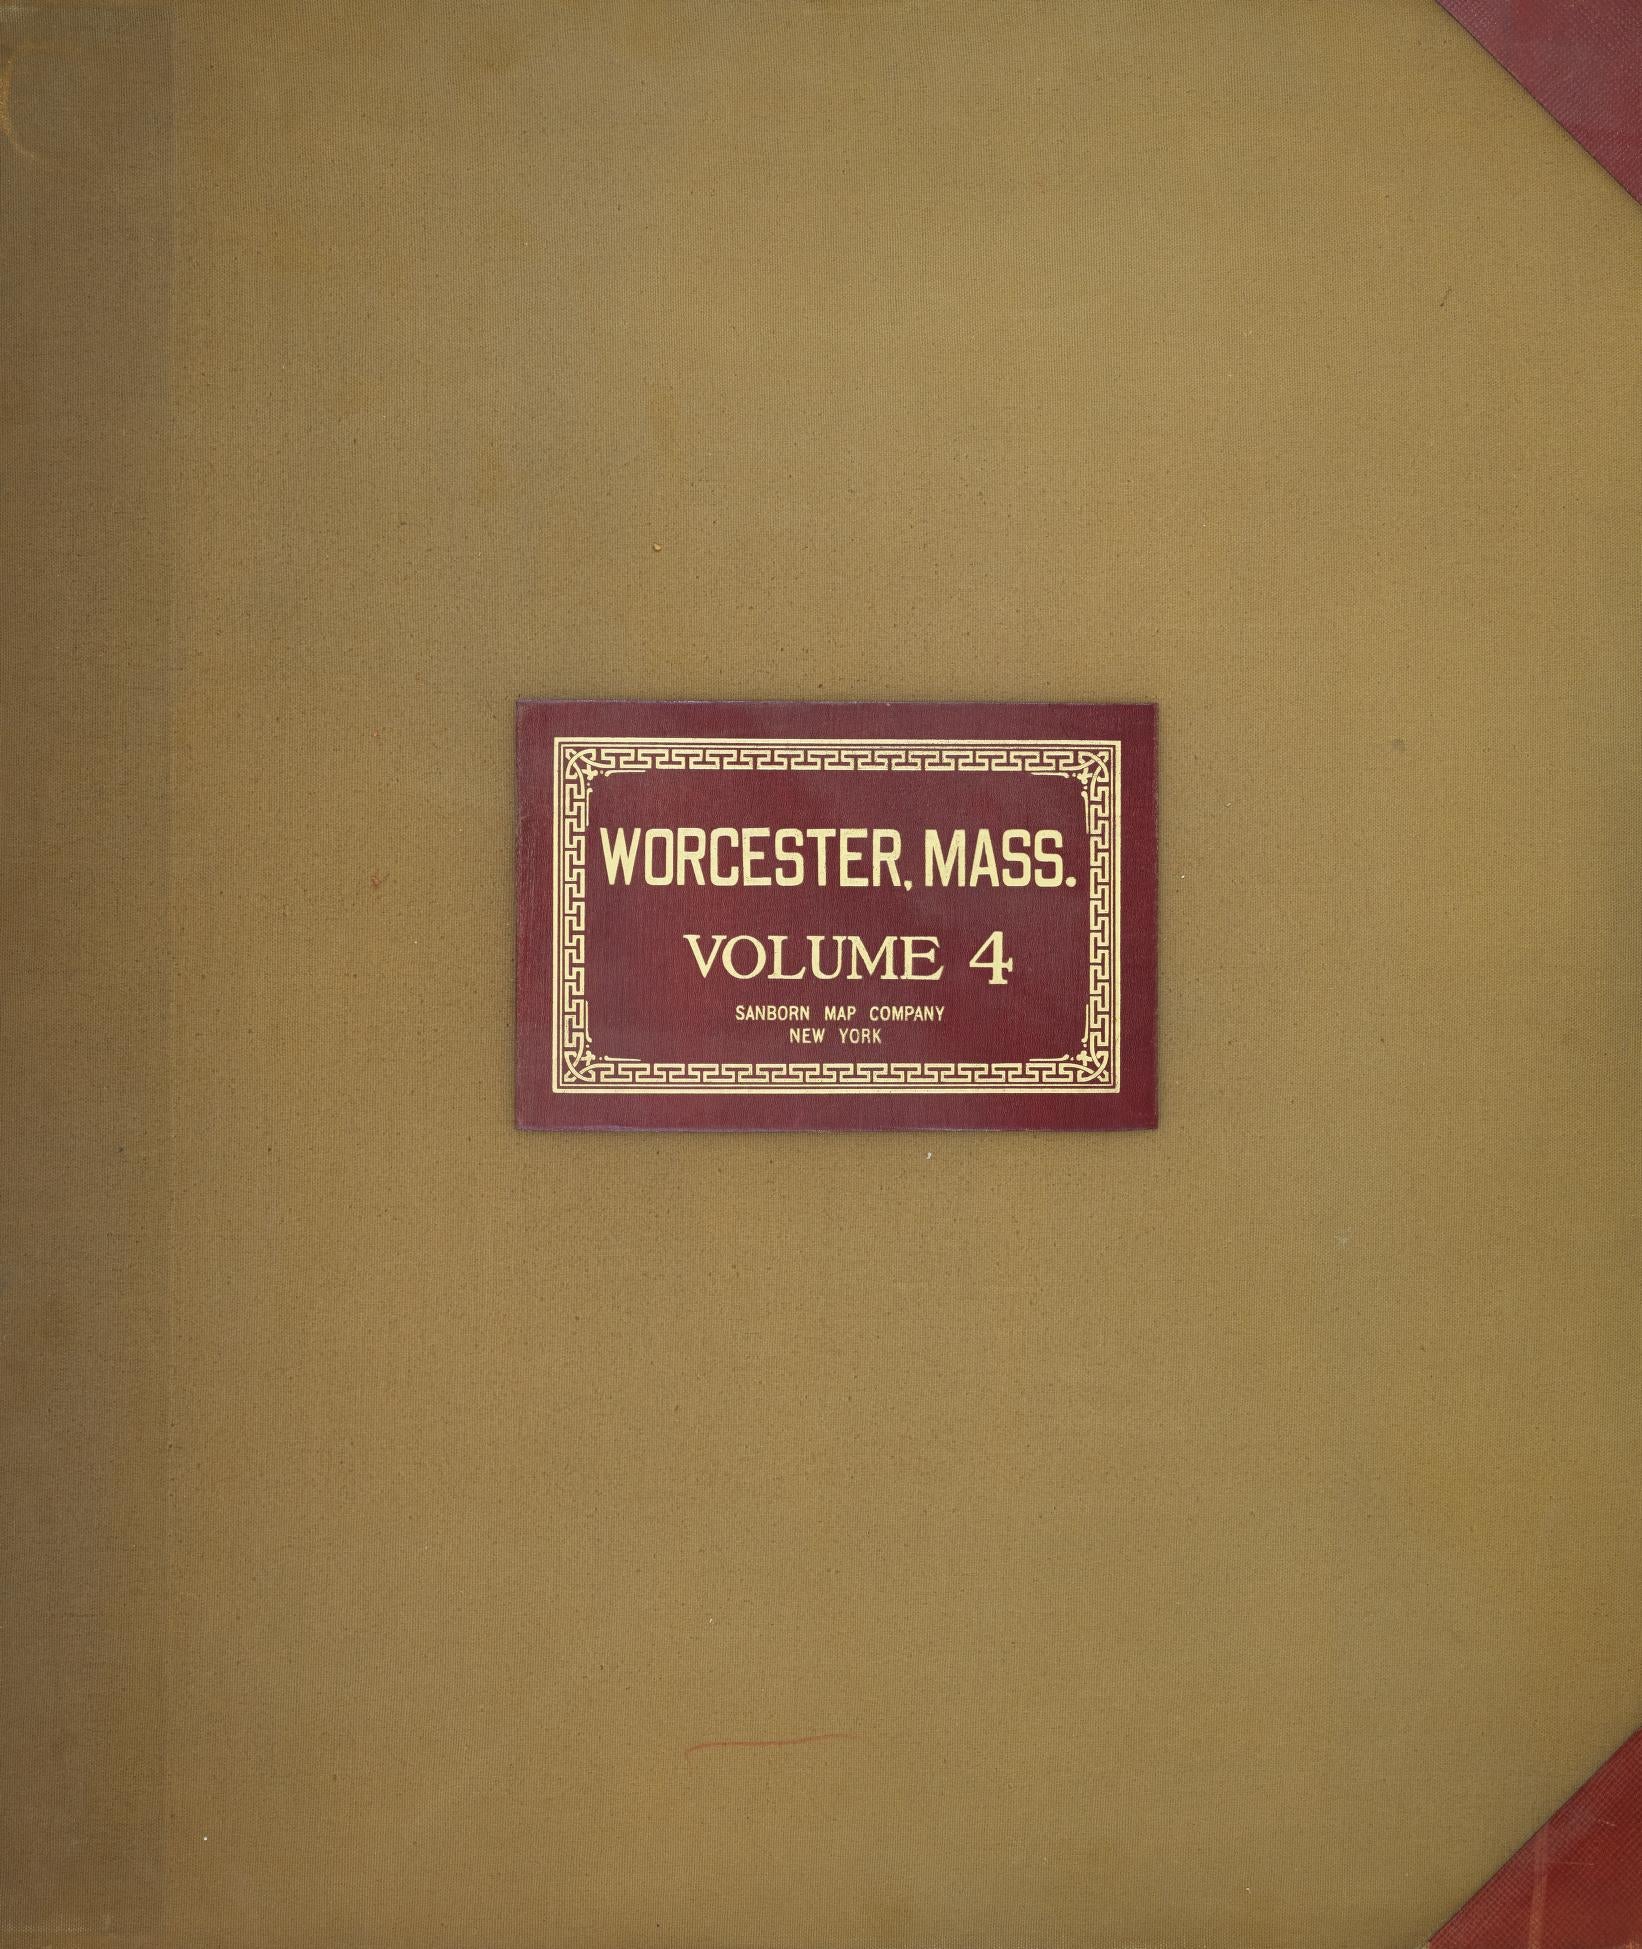 WORCESTER, MASS.
VOLUME 4
SANBORN MAP COMPANY
NEW YORK